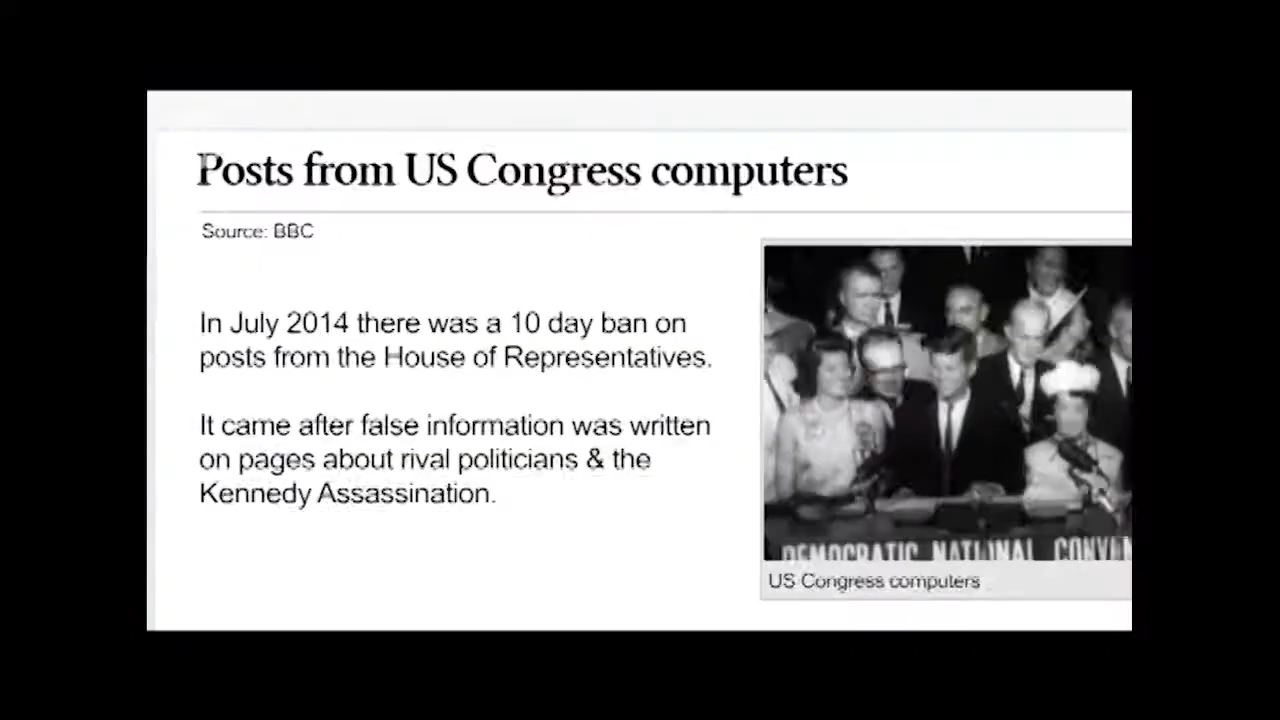 Posts from US Congress computers
Source: BBC
In July 2014 there was a 10 day ban on
posts from the House of Representatives.
It came after false information was written
on pages about rival politicians & the
Kennedy Assassination.
DEMOCRATIC NATIONAL CONVEN
US Congress computers